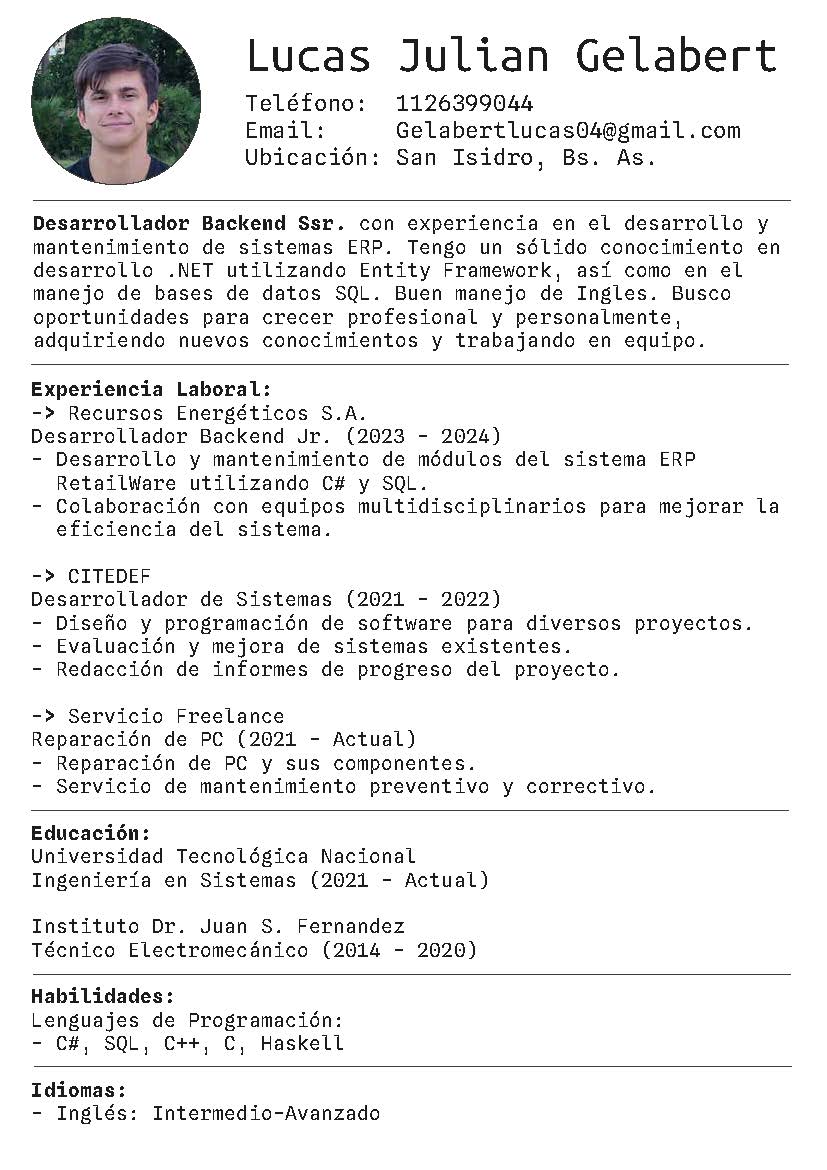 Lucas Julian Gelabert
Teléfono: 1126399044
Email: Gelabertlucas04@gmail.com
Ubicación: San Isidro, Bs. As.
Desarrollador Backend Ssr. con experiencia en el desarrollo y
mantenimiento de sistemas ERP. Tengo un sólido conocimiento en
desarrollo .NET utilizando Entity Framework, así como en el
manejo de bases de datos SQL. Buen manejo de Ingles. Busco
oportunidades para crecer profesional y personalmente,
adquiriendo nuevos conocimientos y trabajando en equipo.
Experiencia Laboral:
-> Recursos Energéticos S.A.
Desarrollador Backend Jr. (2023 - 2024)
- Desarrollo y mantenimiento de módulos del sistema ERP
RetailWare utilizando C# y SQL.
- Colaboración con equipos multidisciplinarios para mejorar la
eficiencia del sistema.
-> CITEDEF
Desarrollador de Sistemas (2021 - 2022)
- Diseño y programación de software para diversos proyectos.
- Evaluación y mejora de sistemas existentes.
- Redacción de informes de progreso del proyecto.
-> Servicio Freelance
Reparación de PC (2021 - Actual)
- Reparación de PC y sus componentes.
- Servicio de mantenimiento preventivo y correctivo.
Educación:
Universidad Tecnológica Nacional
Ingeniería en Sistemas (2021 - Actual)
Instituto Dr. Juan S. Fernandez
Técnico Electromecánico (2014 - 2020)
Habilidades:
Lenguajes de Programación:
- C#, SQL, C++, C, Haskell
Idiomas:
- Inglés: Intermedio-Avanzado